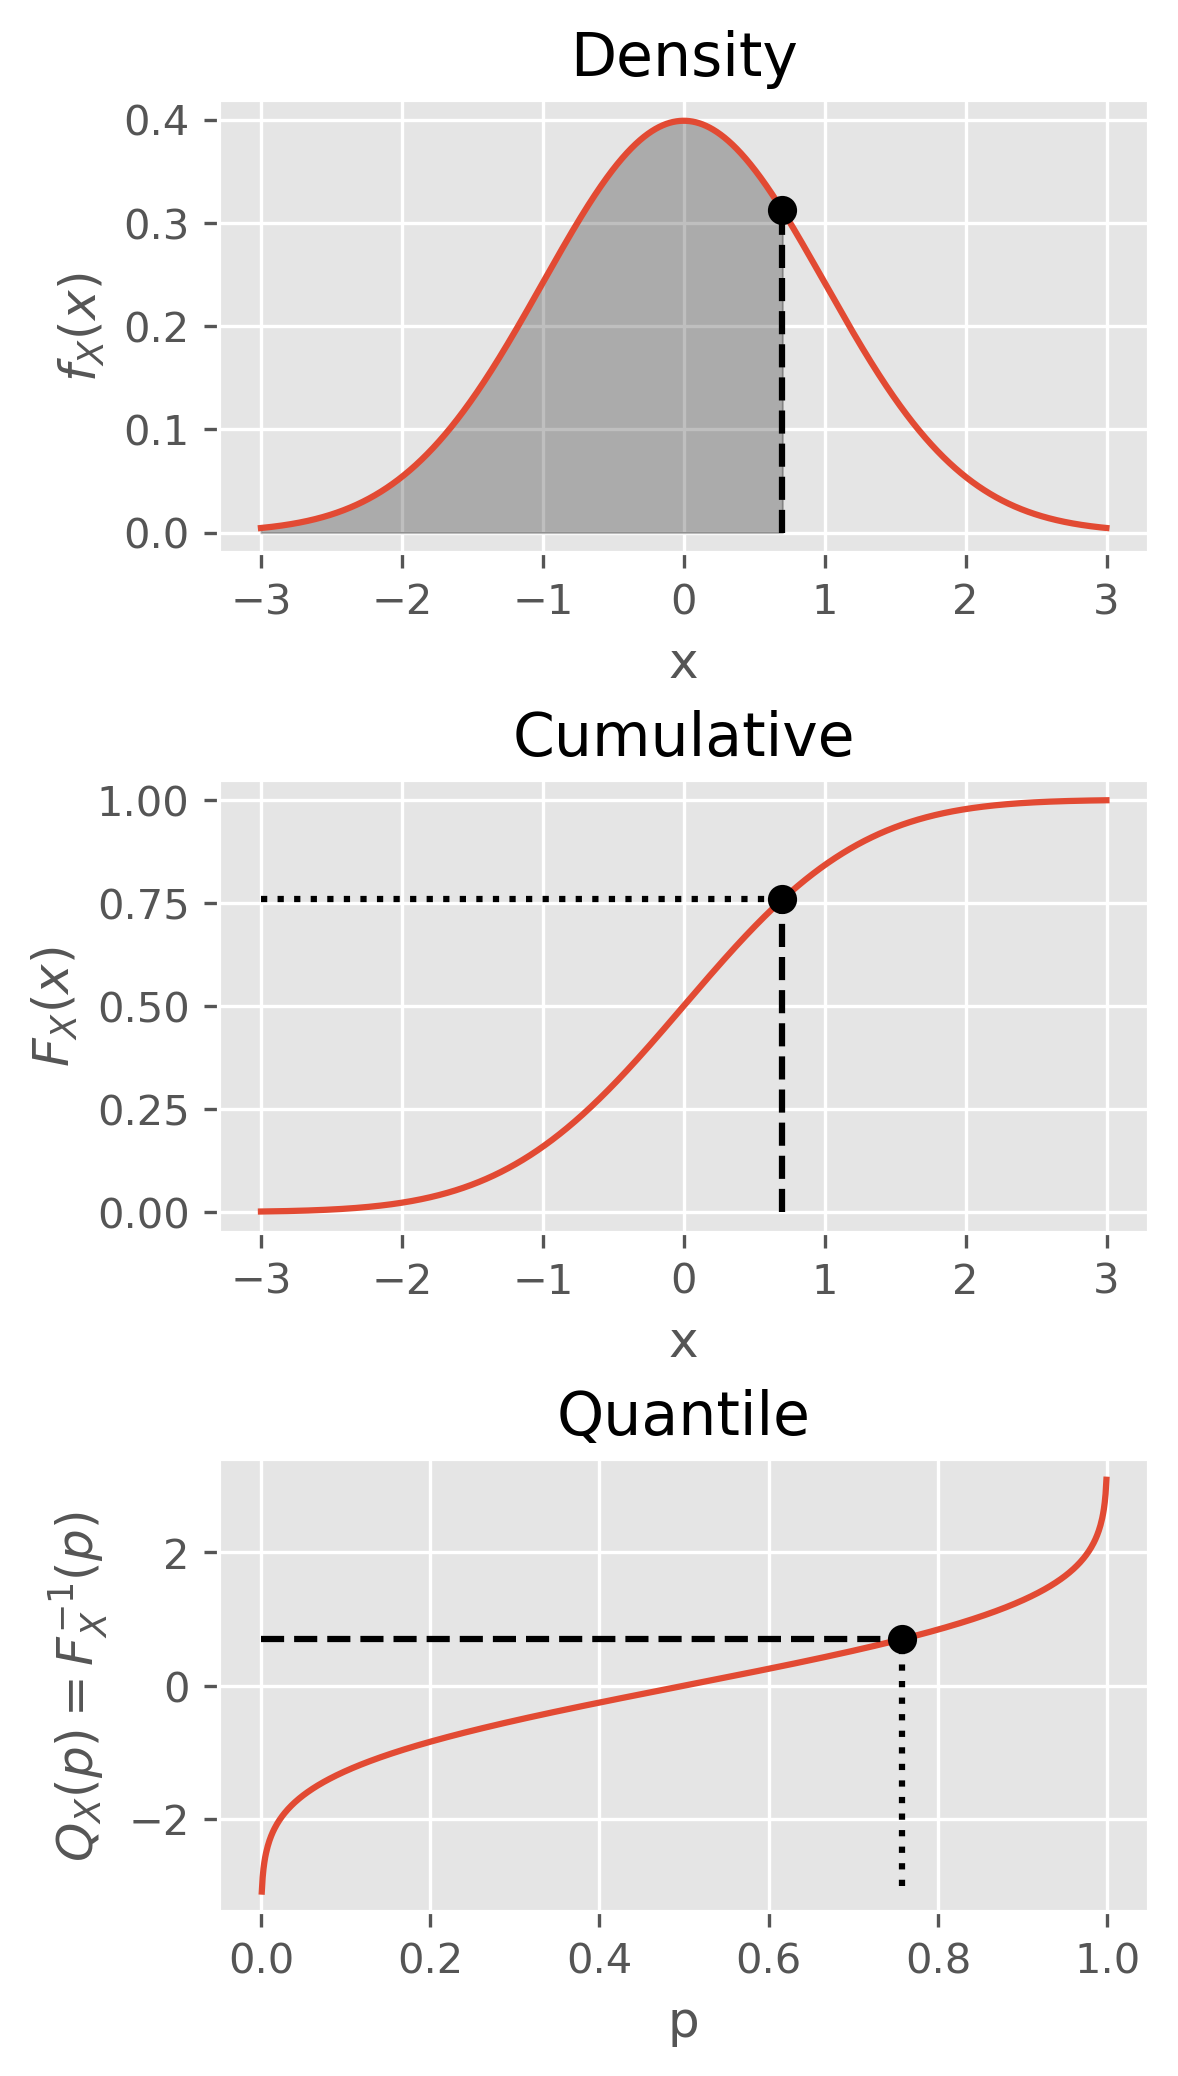 Density
0.4
0.3
0.2
0.1
0.0
f_X(x)
−3 −2 −1 0 1 2 3
x
Cumulative
1.00
0.75
0.50
0.25
0.00
F_X(x)
−3 −2 −1 0 1 2 3
x
Quantile
2
0
−2
Q_X(p) = F_X^{−1}(p)
0.0 0.2 0.4 0.6 0.8 1.0
p